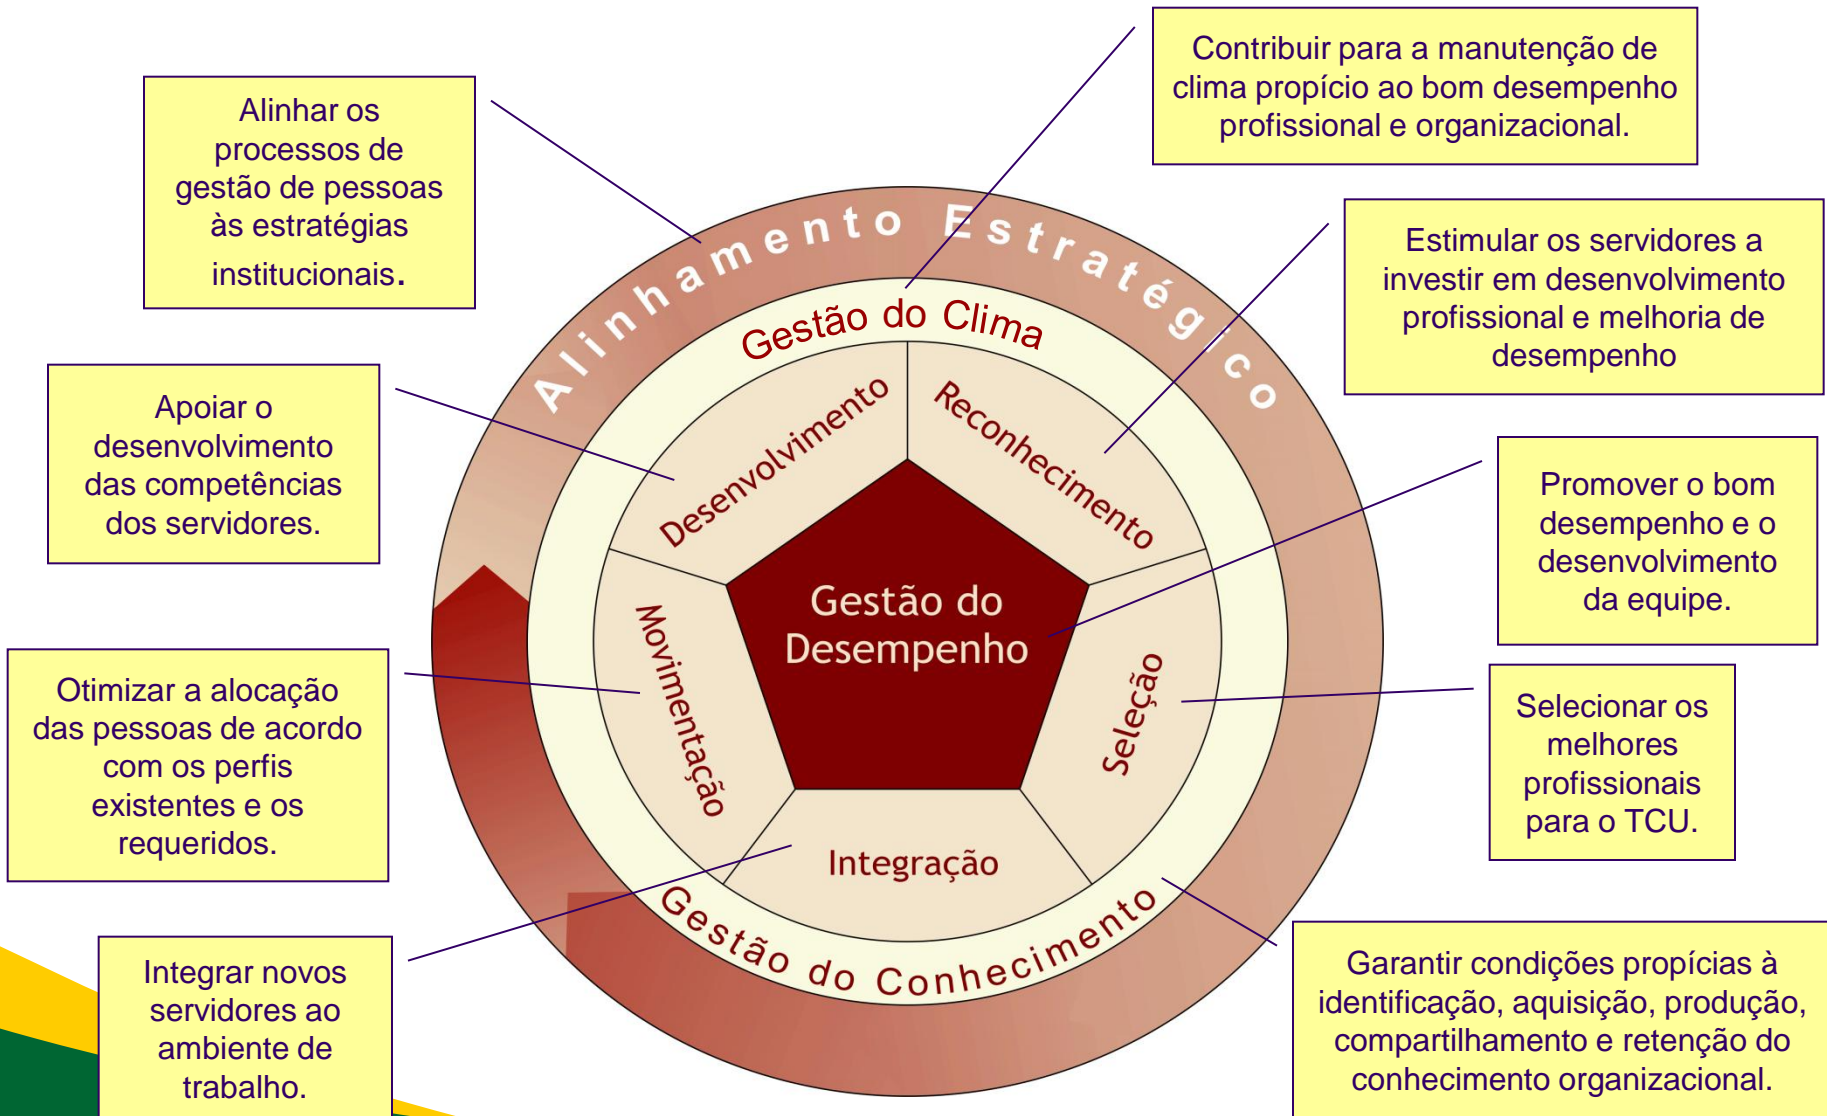 Contribuir para a manutenção de
clima propício ao bom desempenho
profissional e organizacional.
Alinhar os
processos de
gestão de pessoas
às estratégias
institucionais.
Estimular os servidores a
investir em desenvolvimento
profissional e melhoria de
desempenho
Alinhamento Estratégico
Gestão do Clima
Apoiar o
desenvolvimento
das competências
dos servidores.
Desenvolvimento
Reconhecimento
Promover o bom
desempenho e o
desenvolvimento
da equipe.
Gestão do
Desempenho
Movimentação
Seleção
Otimizar a alocação
das pessoas de acordo
com os perfis
existentes e os
requeridos.
Selecionar os
melhores
profissionais
para o TCU.
Integração
Gestão do Conhecimento
Integrar novos
servidores ao
ambiente de
trabalho.
Garantir condições propícias à
identificação, aquisição, produção,
compartilhamento e retenção do
conhecimento organizacional.